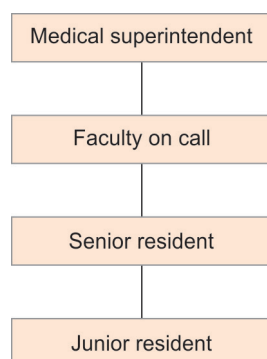 Medical superintendent
Faculty on call
Senior resident
Junior resident